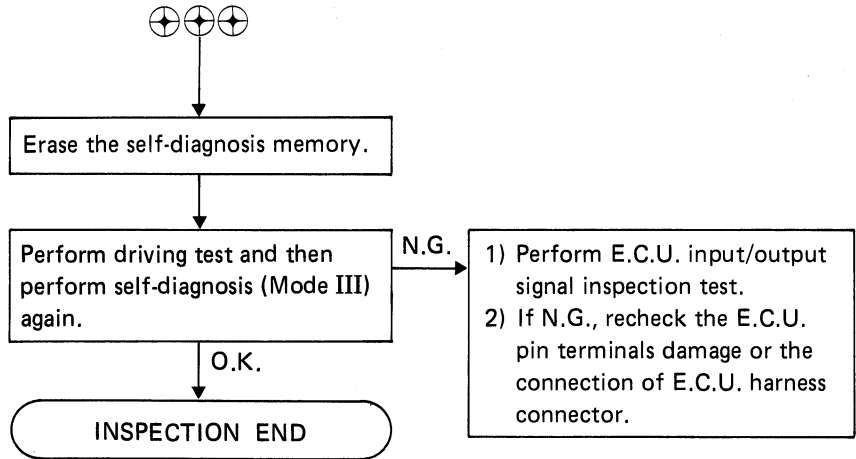 Erase the self-diagnosis memory.
Perform driving test and then
perform self-diagnosis (Mode III)
again.
N.G.
1) Perform E.C.U. input/output
signal inspection test.
2) If N.G., recheck the E.C.U.
pin terminals damage or the
connection of E.C.U. harness
connector.
O.K.
INSPECTION END